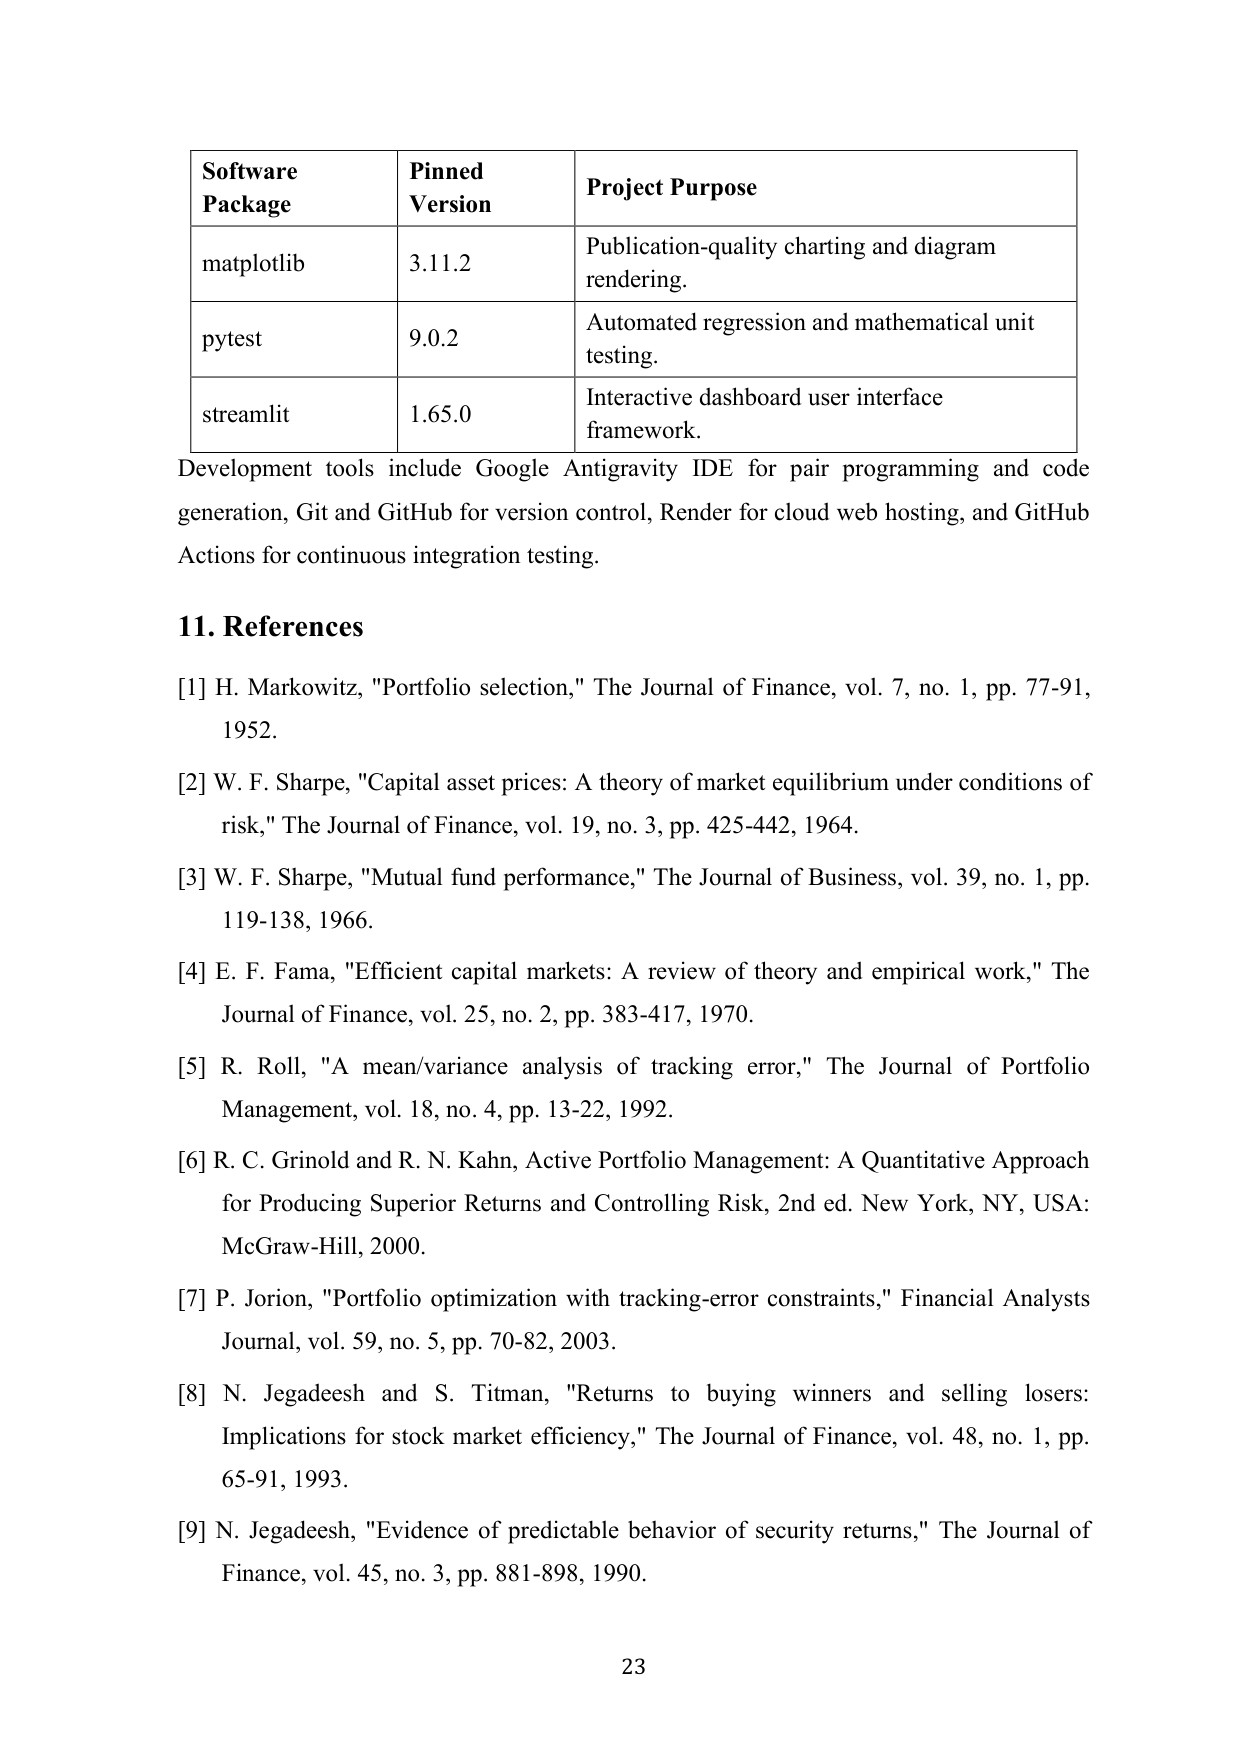 Software Package | Pinned Version | Project Purpose
matplotlib | 3.11.2 | Publication-quality charting and diagram rendering.
pytest | 9.0.2 | Automated regression and mathematical unit testing.
streamlit | 1.65.0 | Interactive dashboard user interface framework.
Development tools include Google Antigravity IDE for pair programming and code
generation, Git and GitHub for version control, Render for cloud web hosting, and GitHub
Actions for continuous integration testing.
11. References
[1] H. Markowitz, "Portfolio selection," The Journal of Finance, vol. 7, no. 1, pp. 77-91,
1952.
[2] W. F. Sharpe, "Capital asset prices: A theory of market equilibrium under conditions of
risk," The Journal of Finance, vol. 19, no. 3, pp. 425-442, 1964.
[3] W. F. Sharpe, "Mutual fund performance," The Journal of Business, vol. 39, no. 1, pp.
119-138, 1966.
[4] E. F. Fama, "Efficient capital markets: A review of theory and empirical work," The
Journal of Finance, vol. 25, no. 2, pp. 383-417, 1970.
[5] R. Roll, "A mean/variance analysis of tracking error," The Journal of Portfolio
Management, vol. 18, no. 4, pp. 13-22, 1992.
[6] R. C. Grinold and R. N. Kahn, Active Portfolio Management: A Quantitative Approach
for Producing Superior Returns and Controlling Risk, 2nd ed. New York, NY, USA:
McGraw-Hill, 2000.
[7] P. Jorion, "Portfolio optimization with tracking-error constraints," Financial Analysts
Journal, vol. 59, no. 5, pp. 70-82, 2003.
[8] N. Jegadeesh and S. Titman, "Returns to buying winners and selling losers:
Implications for stock market efficiency," The Journal of Finance, vol. 48, no. 1, pp.
65-91, 1993.
[9] N. Jegadeesh, "Evidence of predictable behavior of security returns," The Journal of
Finance, vol. 45, no. 3, pp. 881-898, 1990.
23